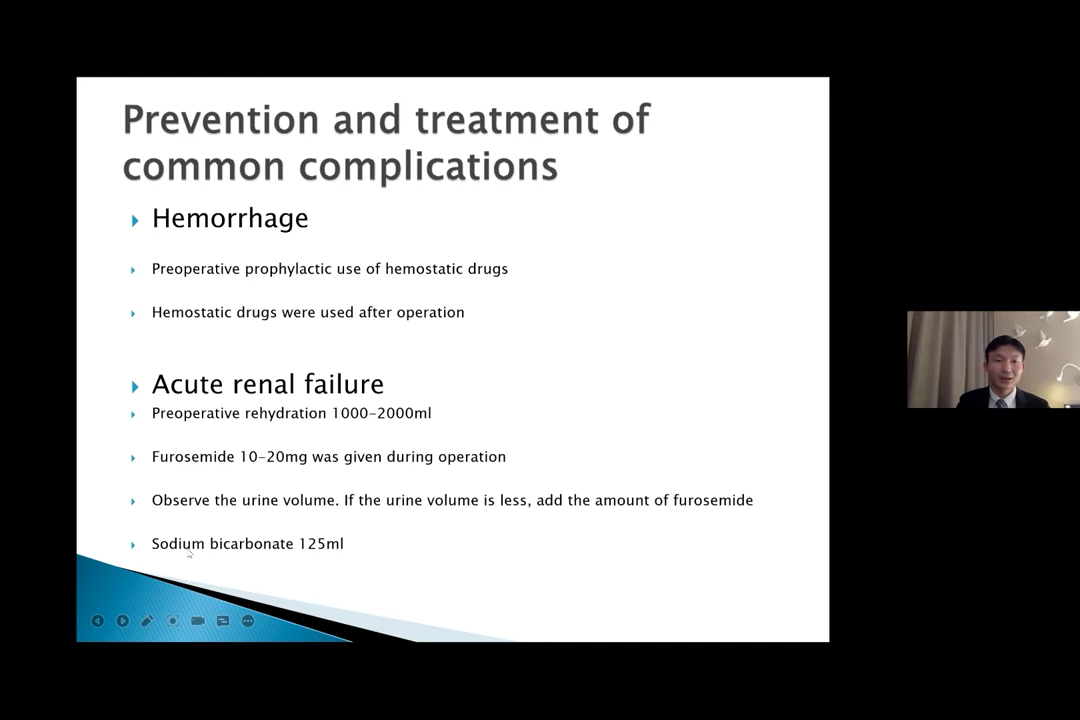 Prevention and treatment of
common complications
Hemorrhage
Preoperative prophylactic use of hemostatic drugs
Hemostatic drugs were used after operation
Acute renal failure
Preoperative rehydration 1000-2000ml
Furosemide 10-20mg was given during operation
Observe the urine volume. If the urine volume is less, add the amount of furosemide
Sodium bicarbonate 125ml